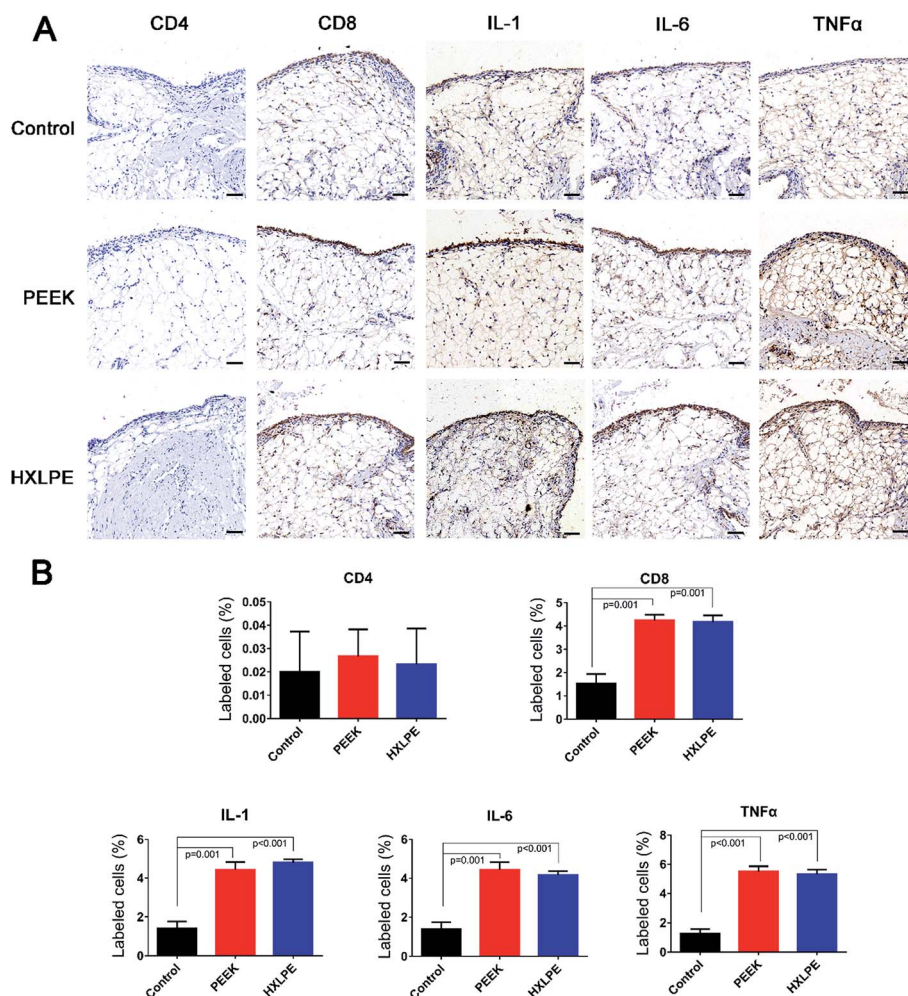 A
CD4 CD8 IL-1 IL-6 TNFα
Control
PEEK
HXLPE
B
CD4
Labeled cells (%)
0.05
0.04
0.03
0.02
0.01
0.00
Control PEEK HXLPE
CD8
Labeled cells (%)
5
4
3
2
1
0
p=0.001 p=0.001
Control PEEK HXLPE
IL-1
Labeled cells (%)
6
4
2
0
p=0.001 p<0.001
Control PEEK HXLPE
IL-6
Labeled cells (%)
6
4
2
0
p=0.001 p<0.001
Control PEEK HXLPE
TNFα
Labeled cells (%)
8
6
4
2
0
p<0.001 p<0.001
Control PEEK HXLPE